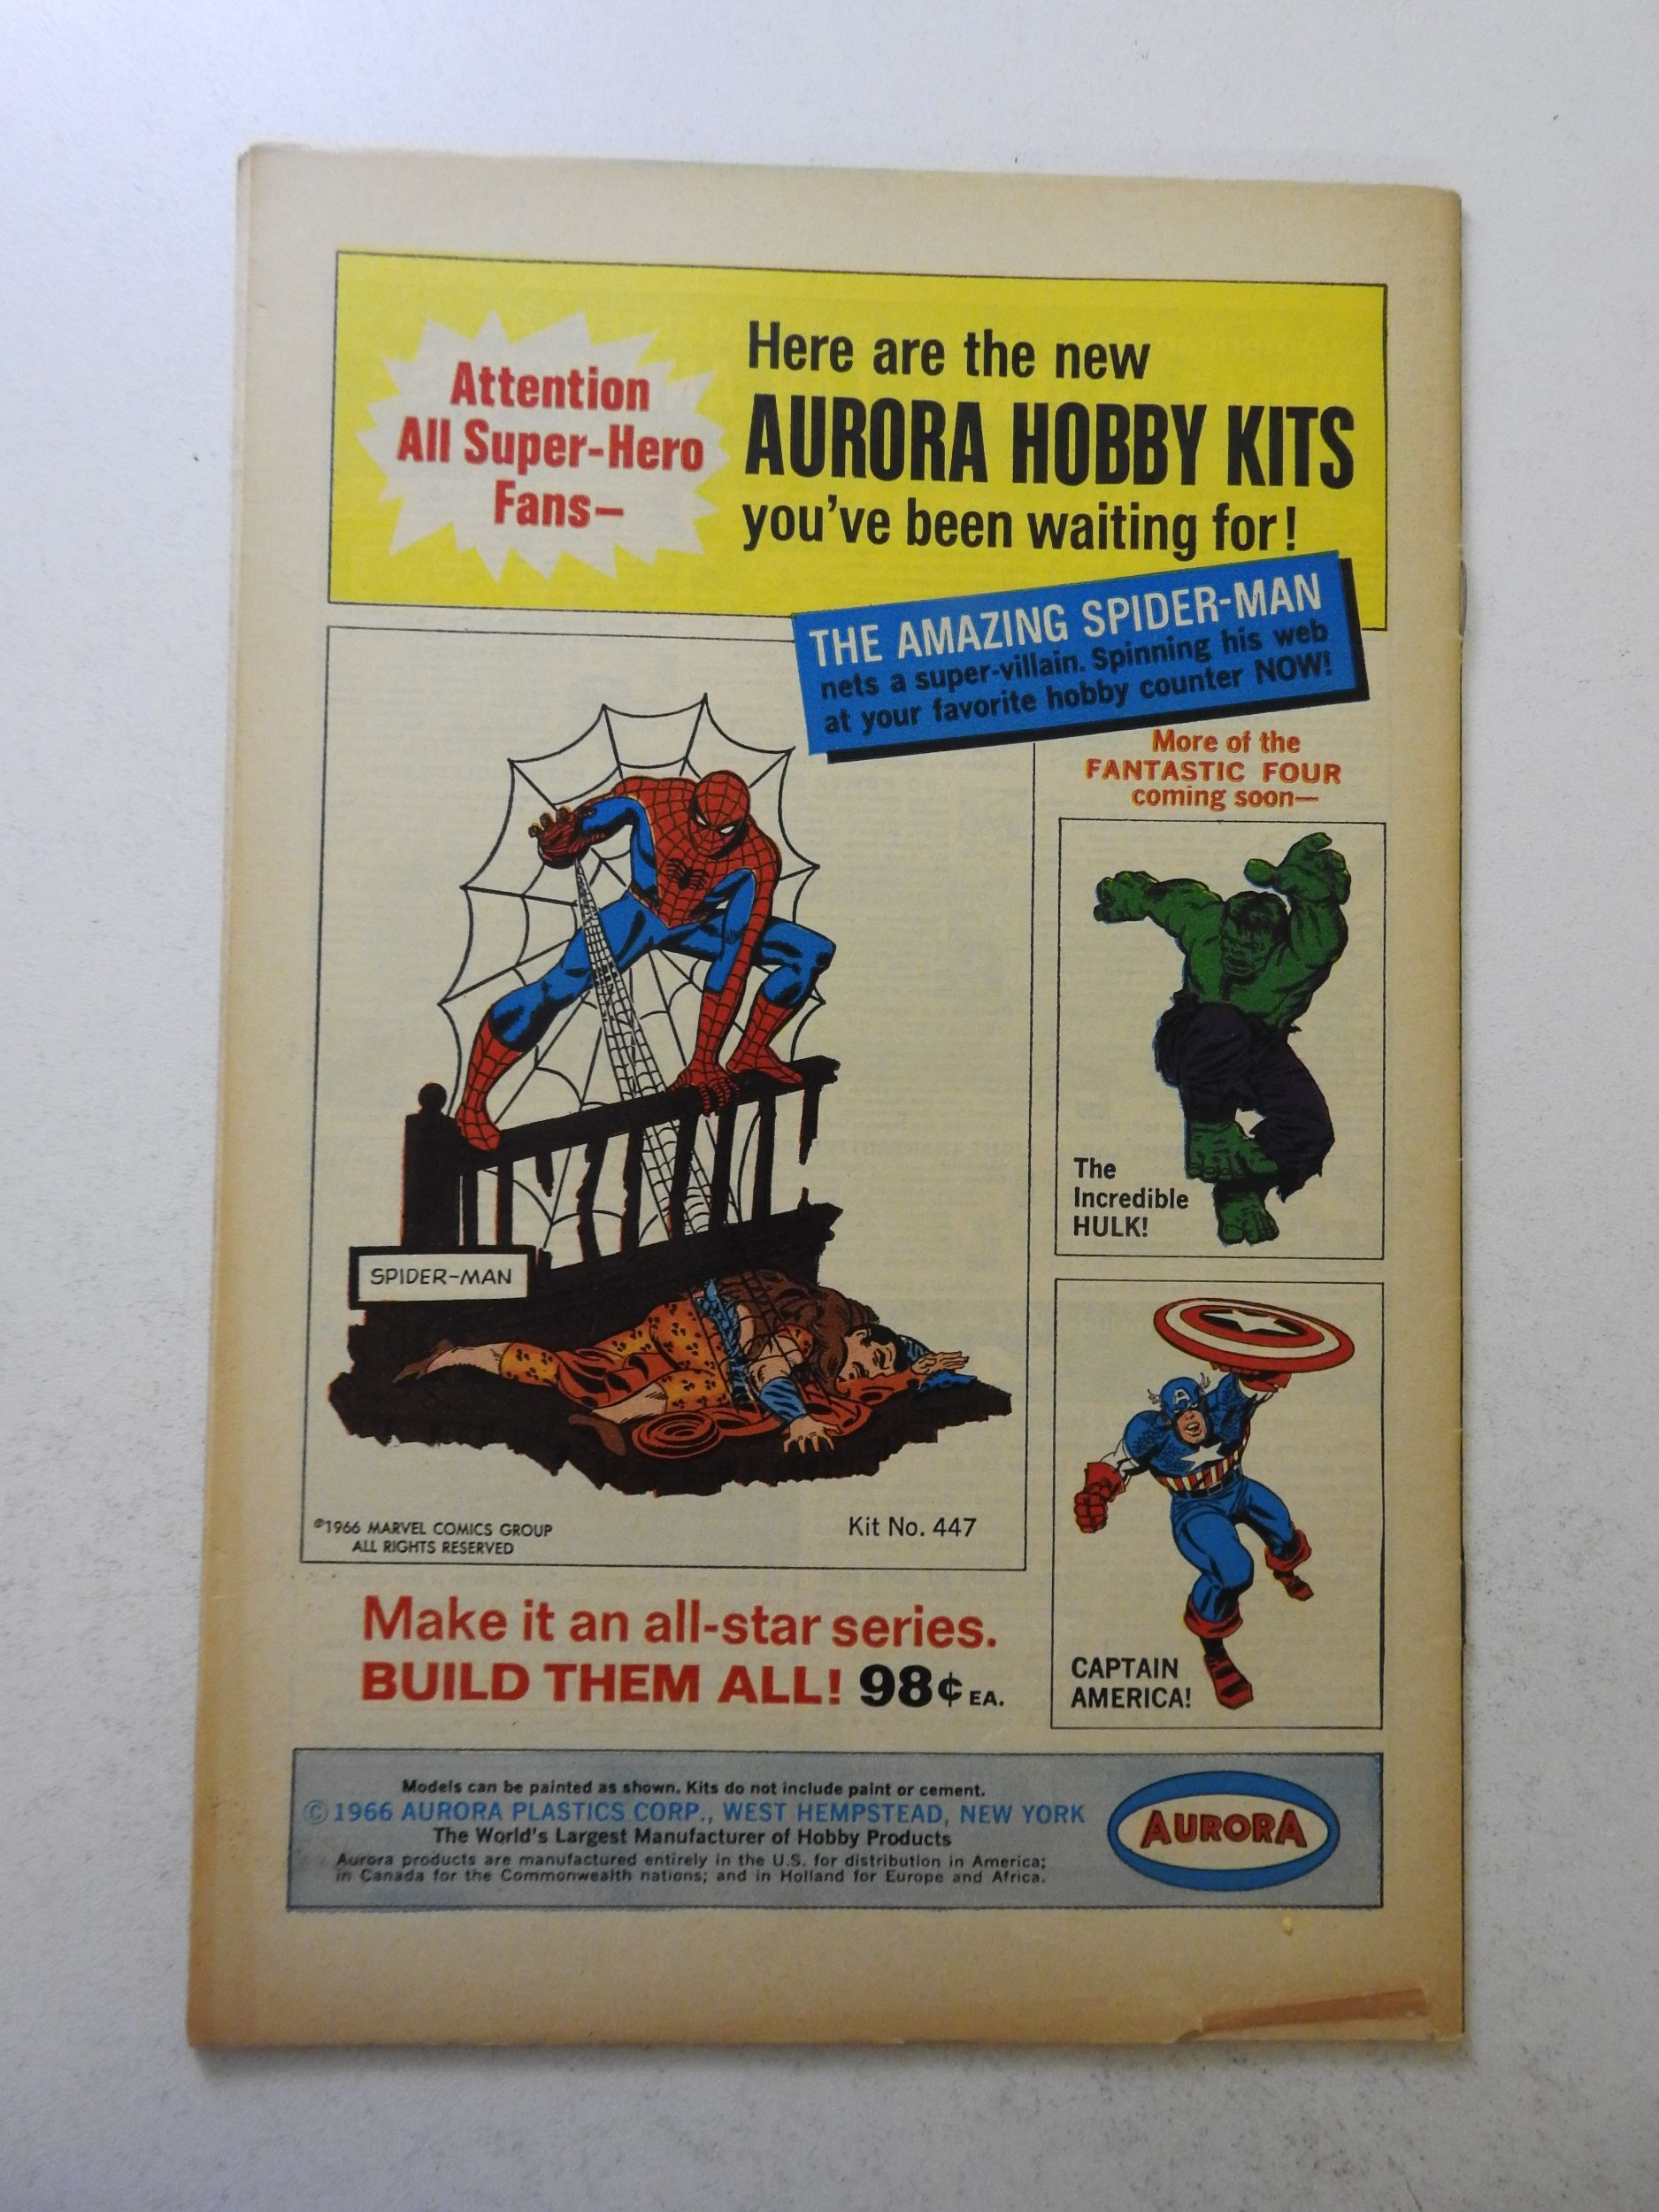 Attention
All Super-Hero
Fans—
Here are the new
AURORA HOBBY KITS
you've been waiting for!
THE AMAZING SPIDER-MAN
nets a super-villain. Spinning his web
at your favorite hobby counter NOW!
More of the
FANTASTIC FOUR
coming soon—
The
Incredible
HULK!
SPIDER-MAN
©1966 MARVEL COMICS GROUP
ALL RIGHTS RESERVED
Kit No. 447
A
CAPTAIN
AMERICA!
Make it an all-star series.
BUILD THEM ALL! 98¢ EA.
Models can be painted as shown. Kits do not include paint or cement.
© 1966 AURORA PLASTICS CORP., WEST HEMPSTEAD, NEW YORK
The World's Largest Manufacturer of Hobby Products
Aurora products are manufactured entirely in the U.S. for distribution in America;
in Canada for the Commonwealth nations; and in Holland for Europe and Africa.
AURORA